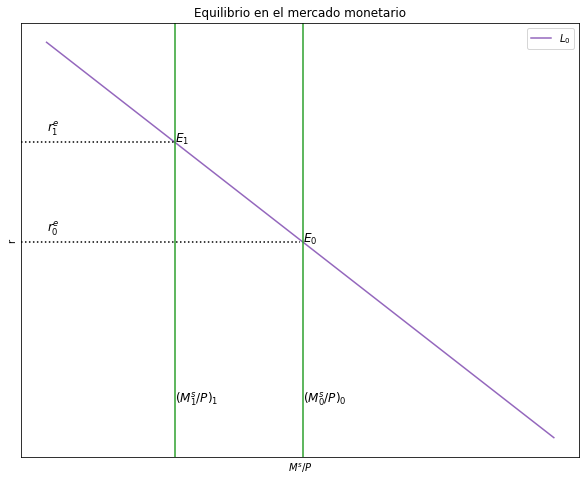 Equilibrio en el mercado monetario
L₀
r₁ᵉ
E₁
r₀ᵉ
E₀
r
(M₁ˢ/P)₁
(M₀ˢ/P)₀
Mˢ/P